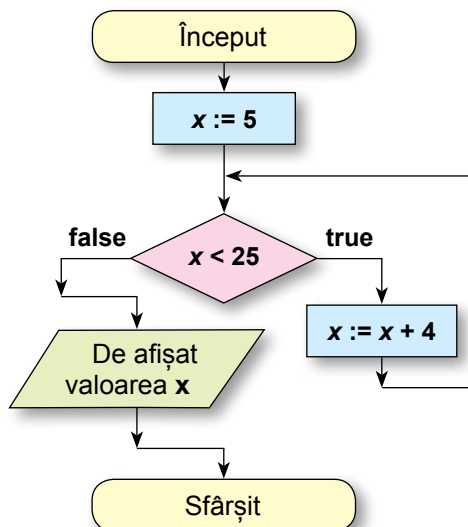 Început
x := 5
x < 25
false
true
x := x + 4
De afișat
valoarea x
Sfârșit